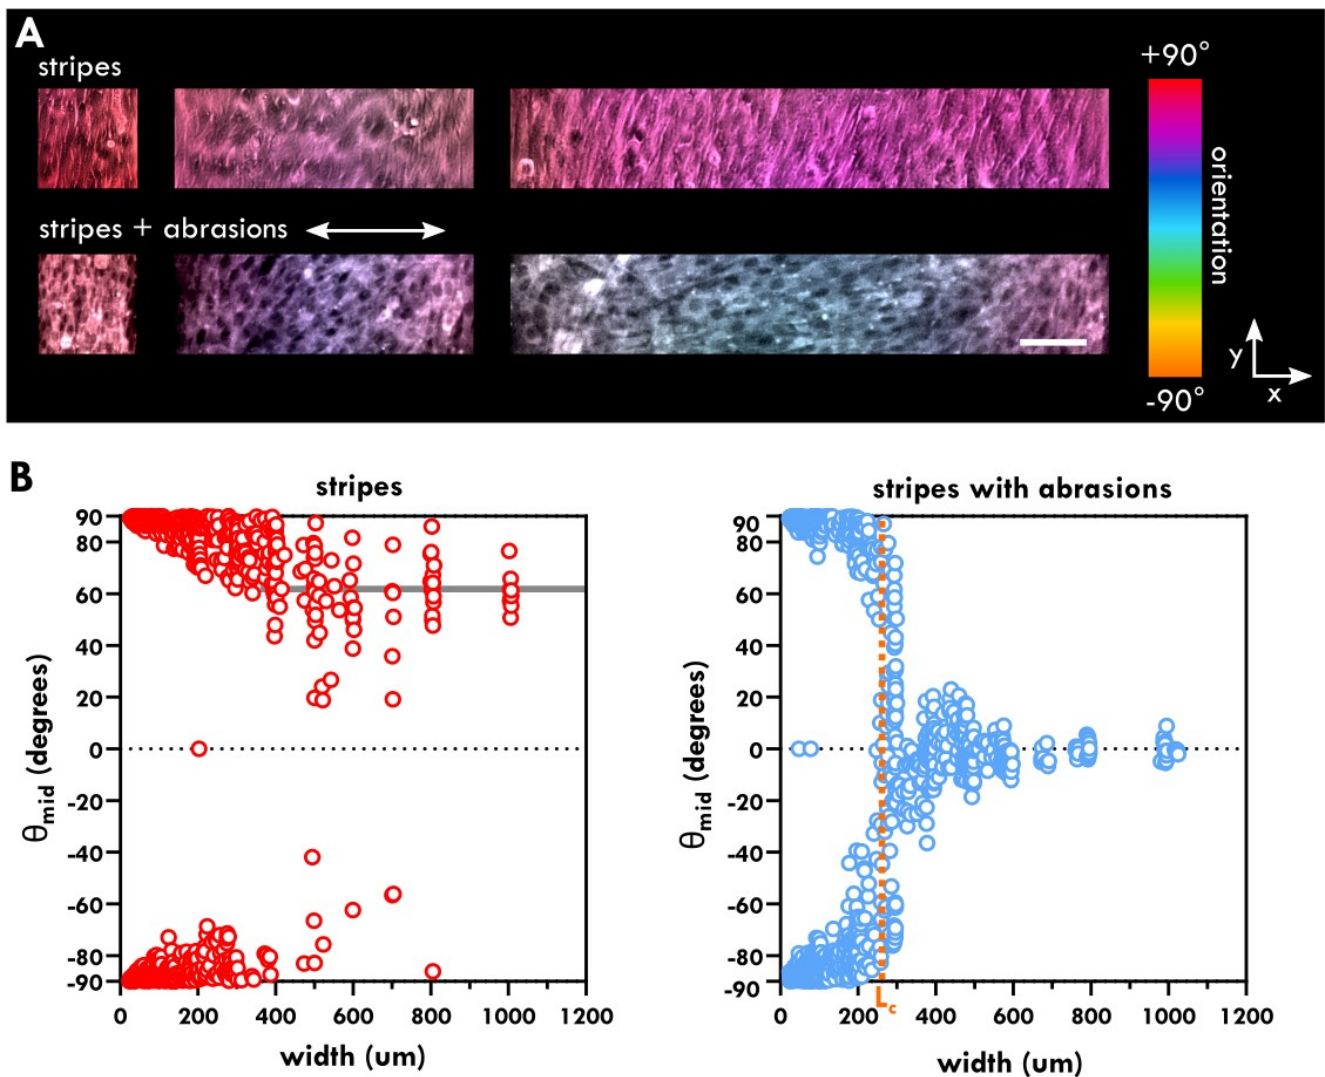 A
stripes
stripes + abrasions
+90°
orientation
-90°
y
x
B
stripes
90
80
60
40
20
0
-20
-40
-60
-80
-90
θmid (degrees)
0 200 400 600 800 1000 1200
width (um)
stripes with abrasions
90
80
60
40
20
0
-20
-40
-60
-80
-90
θmid (degrees)
Lc
0 200 400 600 800 1000 1200
width (um)